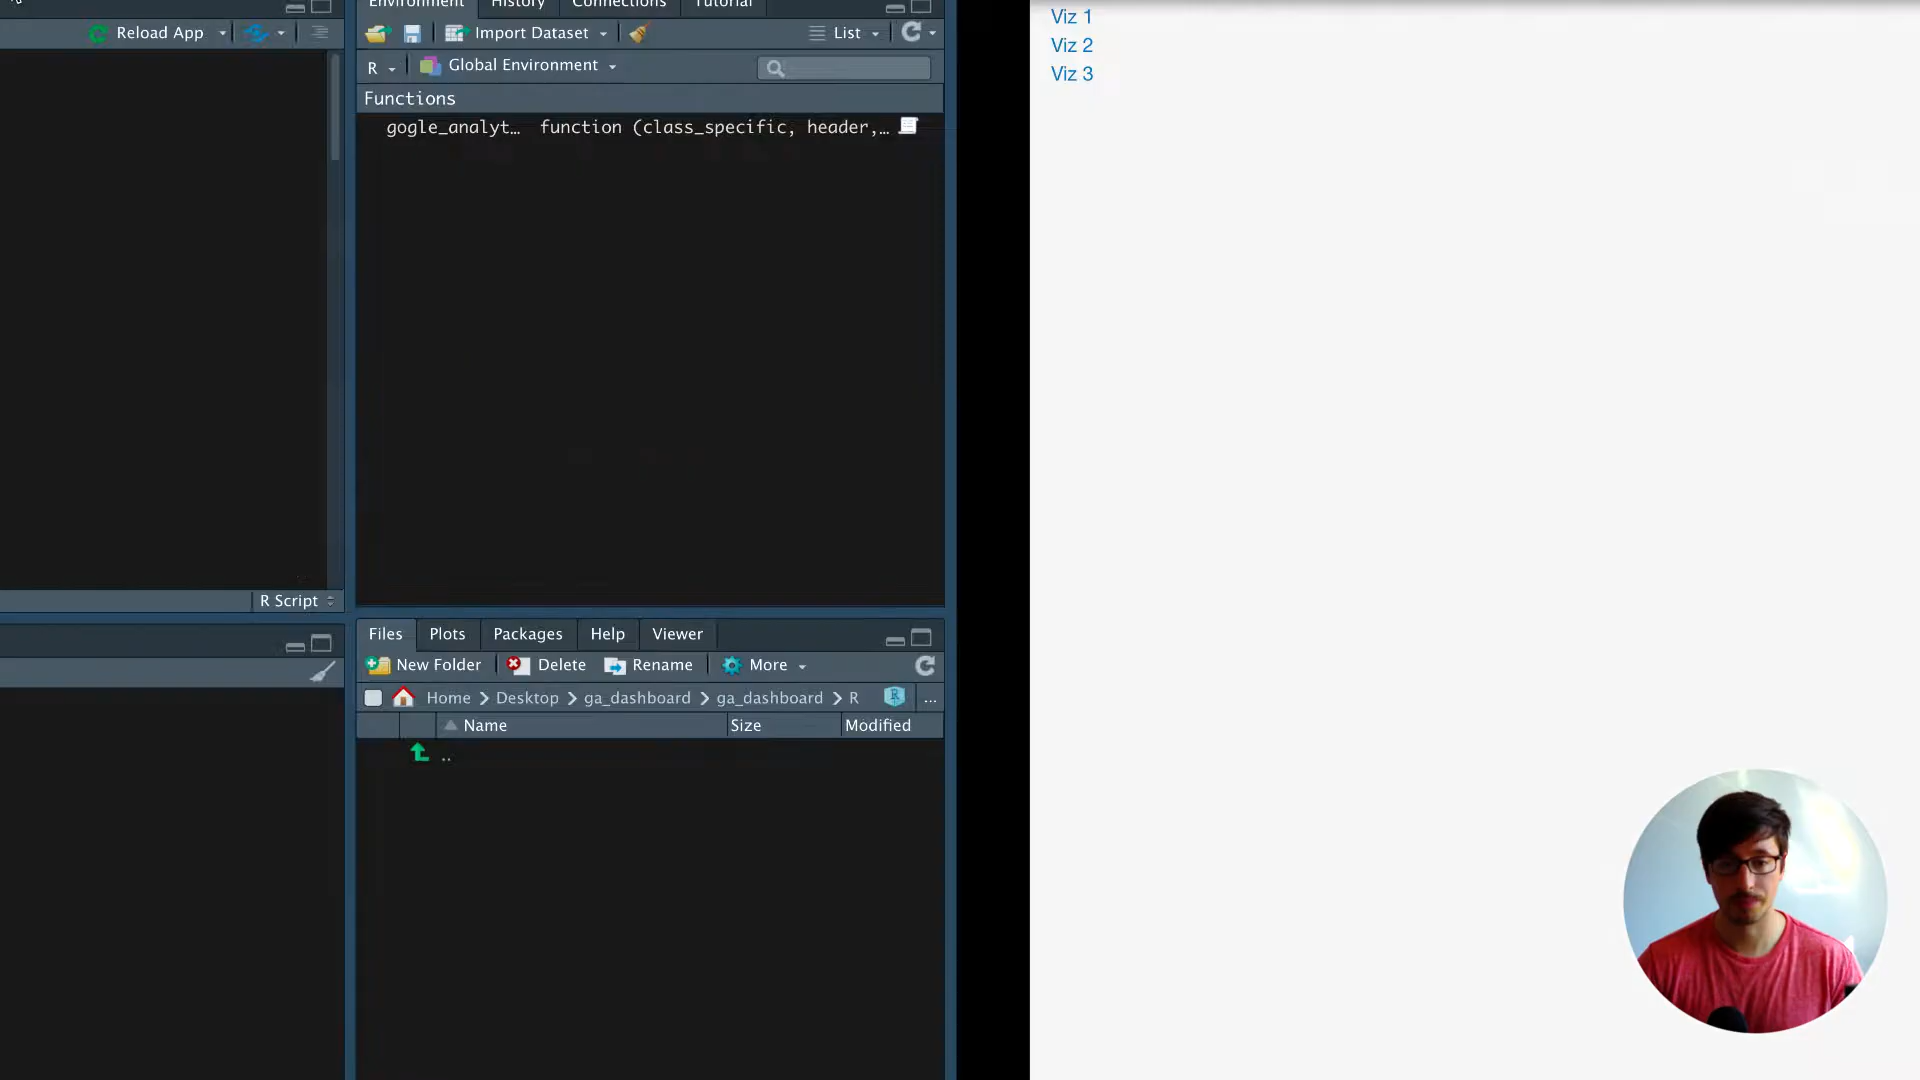 Environment History Connections Tutorial
Reload App
Import Dataset
List
R
Global Environment
Functions
gogle_analyt… function (class_specific, header,…
R Script
Files Plots Packages Help Viewer
New Folder Delete Rename More
Home Desktop ga_dashboard ga_dashboard R ...
Name Size Modified
..
Viz 1
Viz 2
Viz 3